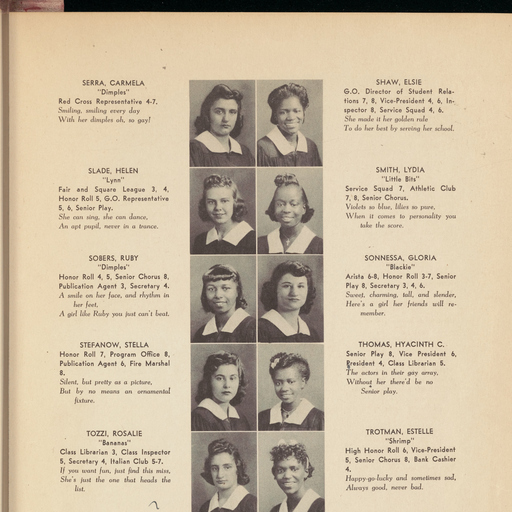 SERRA, CARMELA
"Dimples"
Red Cross Representative 4-7.
Smiling, smiling every day
With her dimples oh, so gay!
SLADE, HELEN
"Lynn"
Fair and Square League 3, 4,
Honor Roll 5, G.O. Representative
5, 6, Senior Play.
She can sing, she can dance,
An apt pupil, never in a trance.
SOBERS, RUBY
"Dimples"
Honor Roll 4, 5, Senior Chorus 8,
Publication Agent 3, Secretary 4.
A smile on her face, and rhythm in
her feet,
A girl like Ruby you just can't beat.
STEFANOW, STELLA
Honor Roll 7, Program Office 8,
Publication Agent 6, Fire Marshal
8.
Silent, but pretty as a picture,
But by no means an ornamental
fixture.
TOZZI, ROSALIE
"Bananas"
Class Librarian 3, Class Inspector
5, Secretary 4, Italian Club 5-7.
If you want fun, just find this miss,
She's just the one that heads the
list.
SHAW, ELSIE
G.O. Director of Student Rela-
tions 7, 8, Vice-President 4, 6, In-
spector 8, Service Squad 4, 6.
She made it her golden rule
To do her best by serving her school.
SMITH, LYDIA
"Little Bits"
Service Squad 7, Athletic Club
7, 8, Senior Chorus.
Violets so blue, lilies so pure,
When it comes to personality you
take the score.
SONNESSA, GLORIA
"Blackie"
Arista 6-8, Honor Roll 3-7, Senior
Play 8, Secretary 3, 4, 6.
Sweet, charming, tall, and slender,
Here's a girl her friends will re-
member.
THOMAS, HYACINTH C.
Senior Play 8, Vice President 6,
President 4, Class Librarian 5.
The actors in their gay array,
Without her there'd be no
Senior play.
TROTMAN, ESTELLE
"Shrimp"
High Honor Roll 6, Vice-President
5, Senior Chorus 8, Bank Cashier
4.
Happy-go-lucky and sometimes sad,
Always good, never bad.